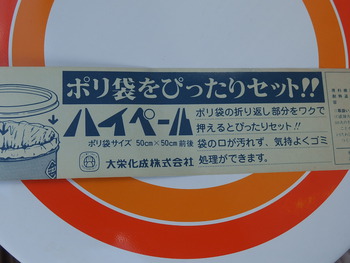 ポリ袋をぴったりセット!!
ハイペール
ポリ袋サイズ 50cm×50cm前後
大栄化成株式会社
ポリ袋の折り返し部分をワクで
押えるとぴったりセット!!
袋の口が汚れず、気持よくゴミ
処理ができます。